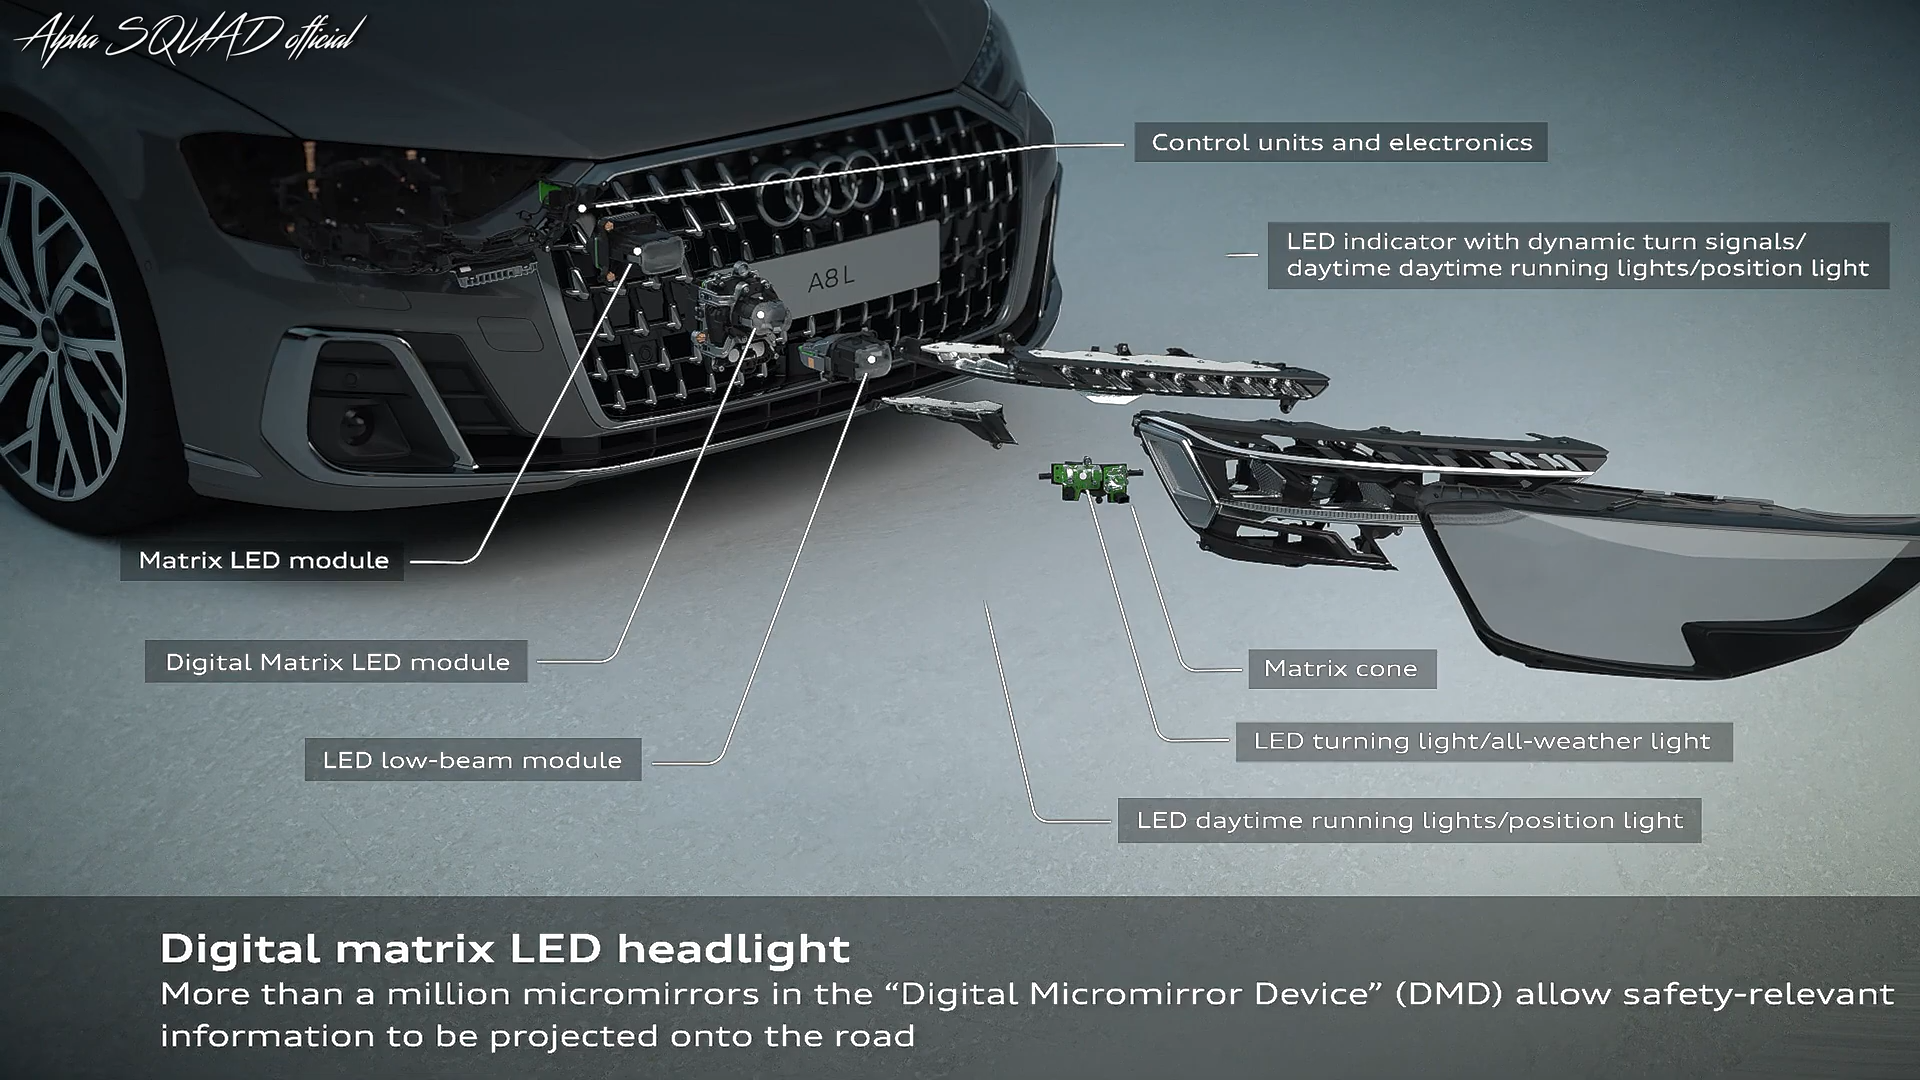 Alpha SQUAD official
Control units and electronics
LED indicator with dynamic turn signals/
daytime daytime running lights/position light
A8 L
Matrix LED module
Digital Matrix LED module
LED low-beam module
Matrix cone
LED turning light/all-weather light
LED daytime running lights/position light
Digital matrix LED headlight
More than a million micromirrors in the “Digital Micromirror Device” (DMD) allow safety-relevant
information to be projected onto the road